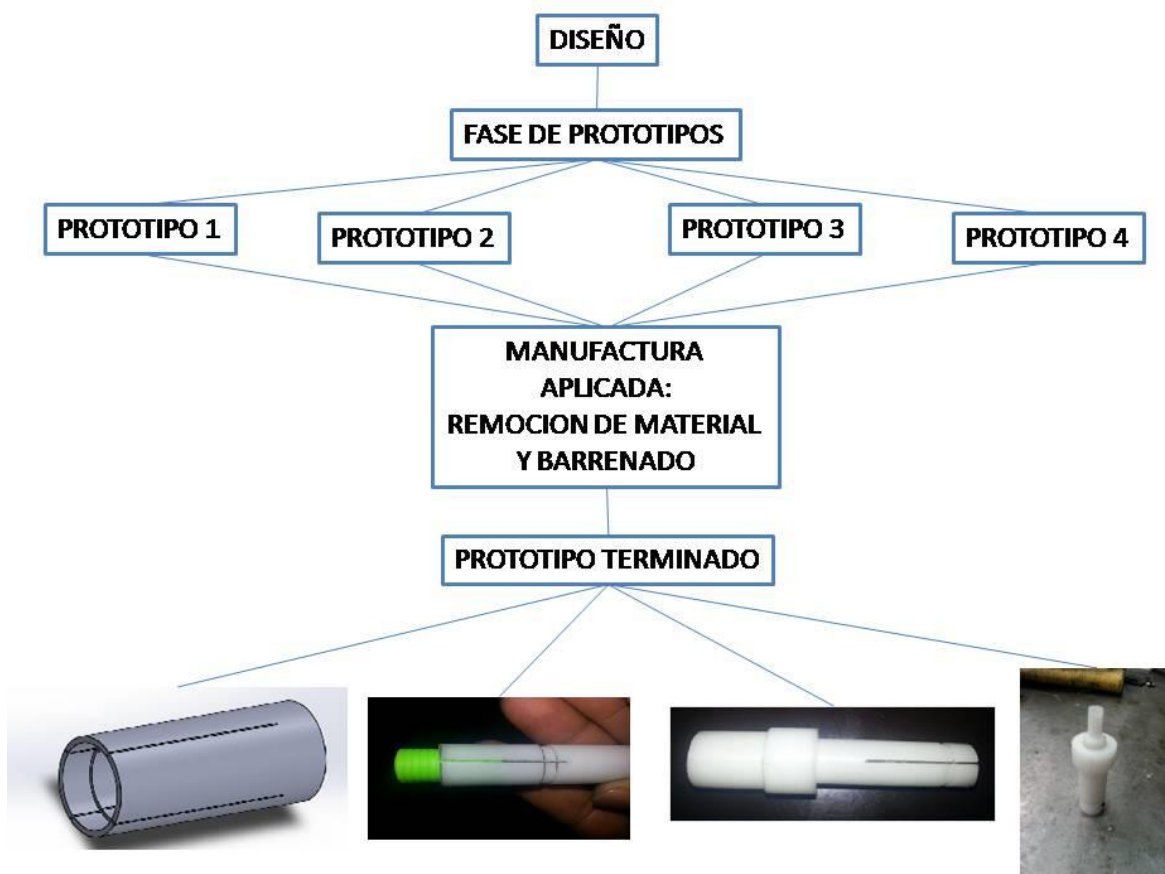 DISEÑO
FASE DE PROTOTIPOS
PROTOTIPO 1
PROTOTIPO 2
PROTOTIPO 3
PROTOTIPO 4
MANUFACTURA
APLICADA:
REMOCION DE MATERIAL
Y BARRENADO
PROTOTIPO TERMINADO